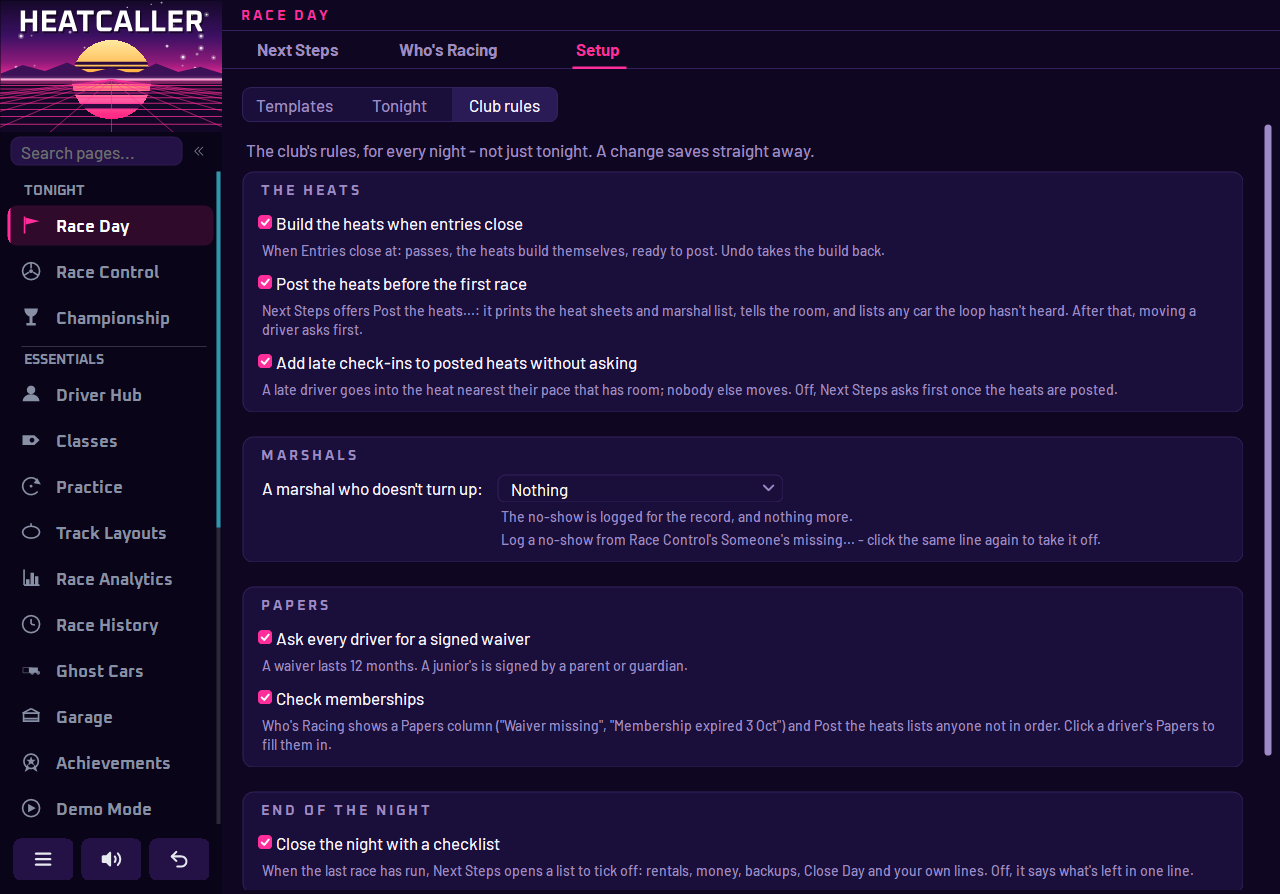 HEATCALLER
RACE DAY
Next Steps
Who's Racing
Setup
Templates
Tonight
Club rules
Search pages...
TONIGHT
Race Day
Race Control
Championship
ESSENTIALS
Driver Hub
Classes
Practice
Track Layouts
Race Analytics
Race History
Ghost Cars
Garage
Achievements
Demo Mode
The club's rules, for every night - not just tonight. A change saves straight away.
THE HEATS
Build the heats when entries close
When Entries close at: passes, the heats build themselves, ready to post. Undo takes the build back.
Post the heats before the first race
Next Steps offers Post the heats...: it prints the heat sheets and marshal list, tells the room, and lists any car the loop hasn't heard. After that, moving a
driver asks first.
Add late check-ins to posted heats without asking
A late driver goes into the heat nearest their pace that has room; nobody else moves. Off, Next Steps asks first once the heats are posted.
MARSHALS
A marshal who doesn't turn up:
Nothing
The no-show is logged for the record, and nothing more.
Log a no-show from Race Control's Someone's missing... - click the same line again to take it off.
PAPERS
Ask every driver for a signed waiver
A waiver lasts 12 months. A junior's is signed by a parent or guardian.
Check memberships
Who's Racing shows a Papers column ("Waiver missing", "Membership expired 3 Oct") and Post the heats lists anyone not in order. Click a driver's Papers to
fill them in.
END OF THE NIGHT
Close the night with a checklist
When the last race has run, Next Steps opens a list to tick off: rentals, money, backups, Close Day and your own lines. Off, it says what's left in one line.